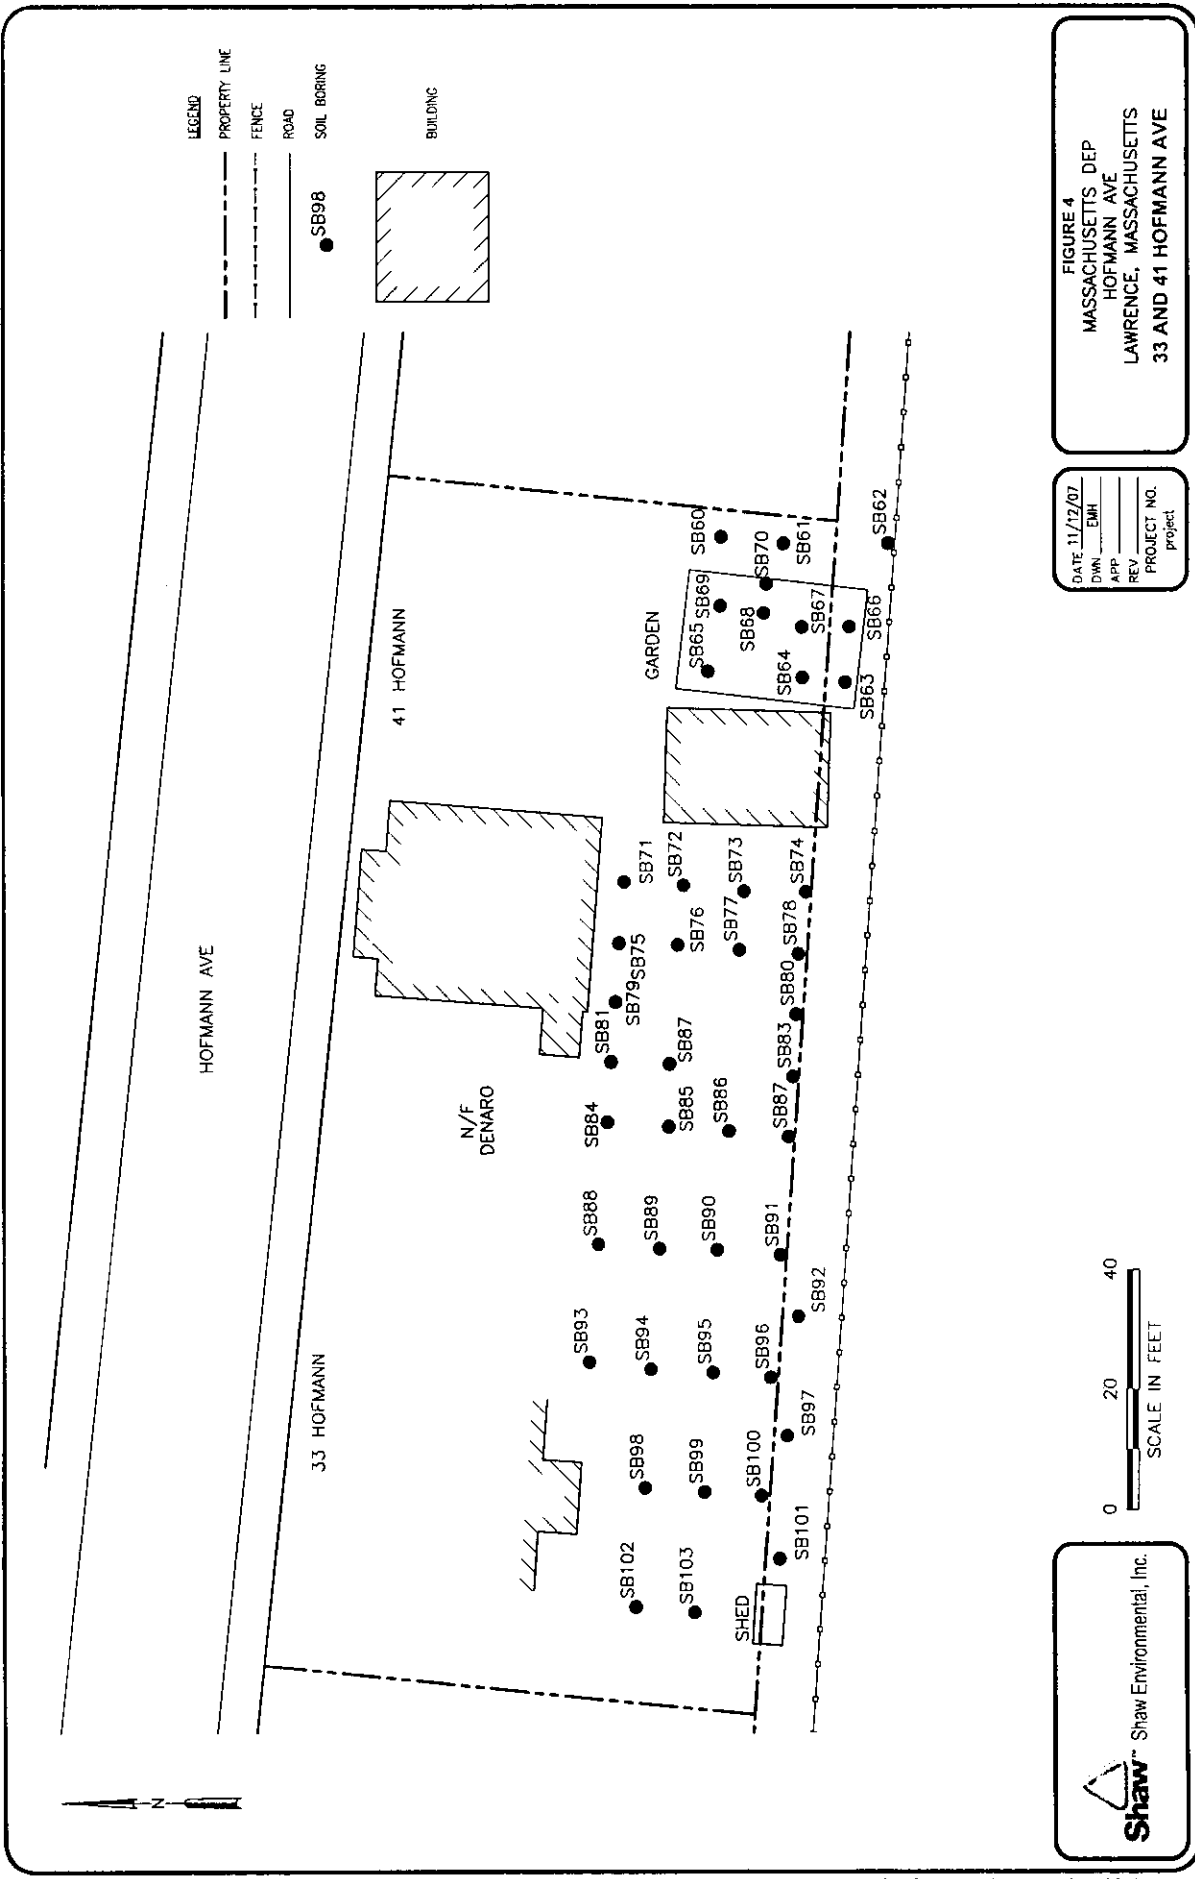 LEGEND
PROPERTY LINE
FENCE
ROAD
SB98
SOIL BORING
BUILDING
HOFMANN AVE
33 HOFMANN
41 HOFMANN
N/F
DENARO
GARDEN
SB60
SB61
SB62
SB69
SB70
SB65
SB68
SB67
SB66
SB64
SB63
SB71
SB72
SB73
SB74
SB75
SB76
SB77
SB78
SB79
SB80
SB81
SB87
SB83
SB84
SB85
SB86
SB87
SB88
SB89
SB90
SB91
SB92
SB93
SB94
SB95
SB96
SB97
SB98
SB99
SB100
SB101
SB102
SB103
SHED
N
0 20 40
SCALE IN FEET
Shaw™ Shaw Environmental, Inc.
DATE 11/12/07
DWN EMH
APP
REV
PROJECT NO.
project
FIGURE 4
MASSACHUSETTS DEP
HOFMANN AVE
LAWRENCE, MASSACHUSETTS
33 AND 41 HOFMANN AVE